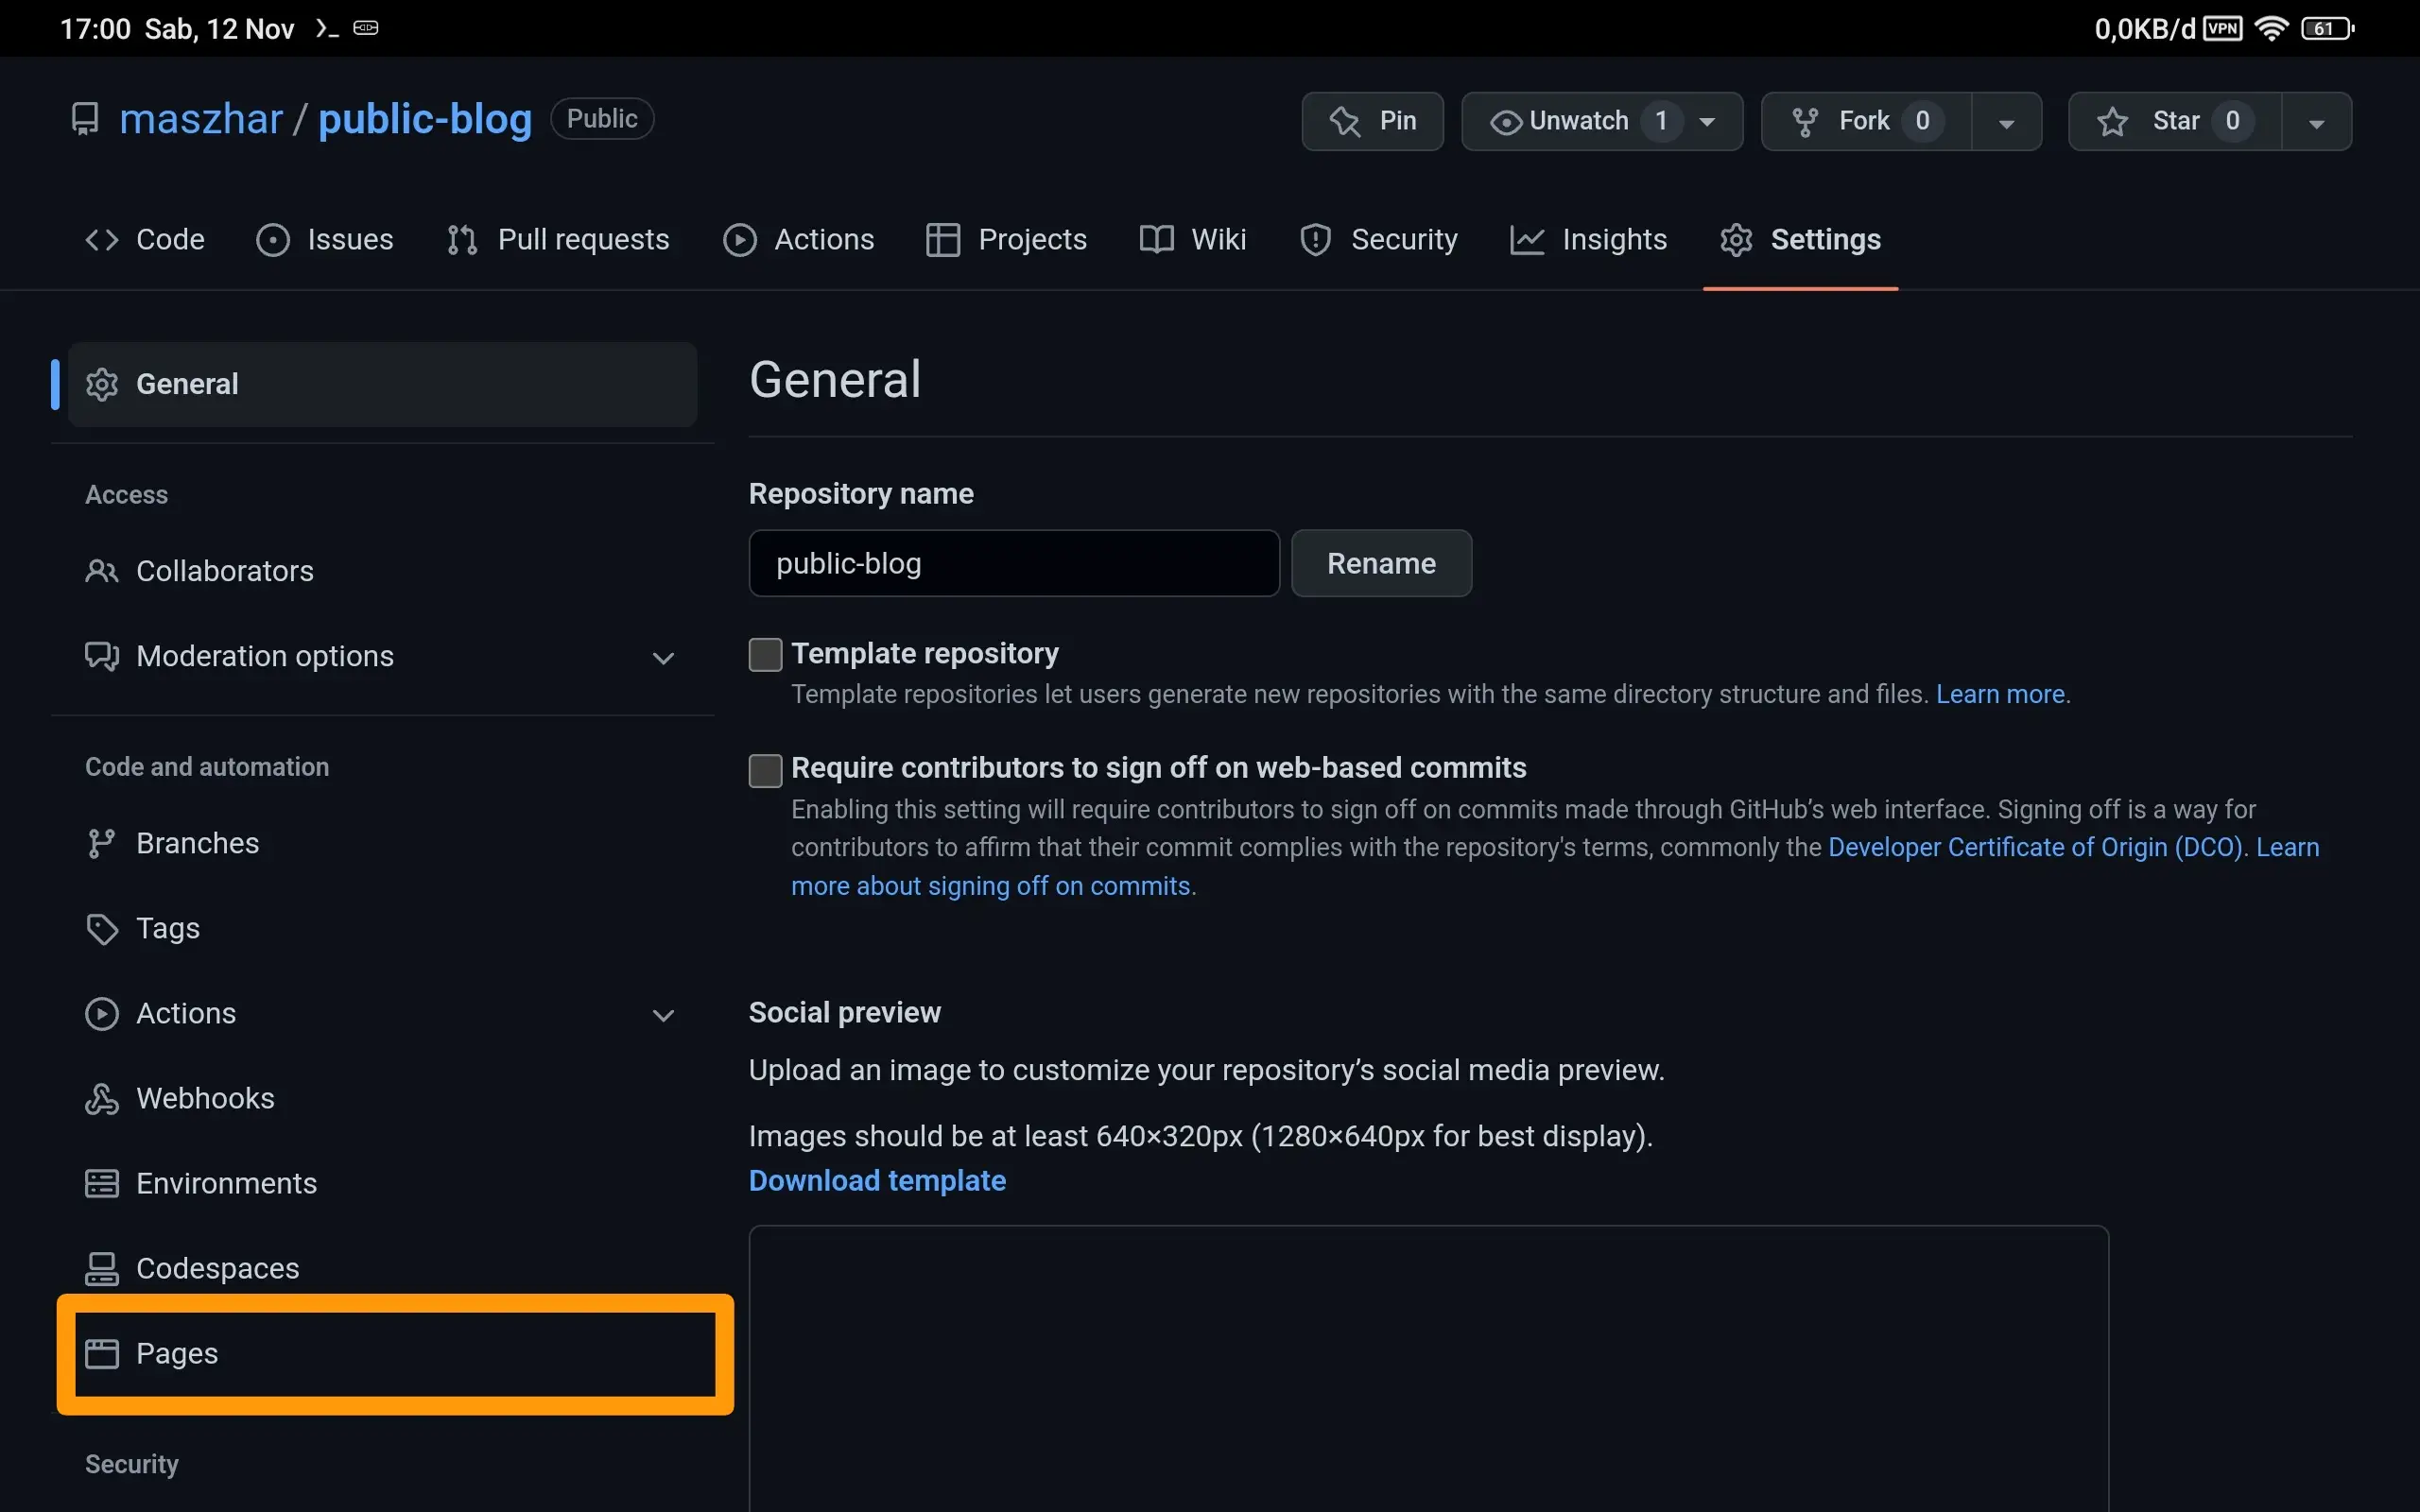 17:00 Sab, 12 Nov
0,0KB/d VPN 61
maszhar / public-blog Public
Pin
Unwatch 1
Fork 0
Star 0
Code
Issues
Pull requests
Actions
Projects
Wiki
Security
Insights
Settings
General
Access
Collaborators
Moderation options
Code and automation
Branches
Tags
Actions
Webhooks
Environments
Codespaces
Pages
Security
General
Repository name
public-blog
Rename
Template repository
Template repositories let users generate new repositories with the same directory structure and files. Learn more.
Require contributors to sign off on web-based commits
Enabling this setting will require contributors to sign off on commits made through GitHub’s web interface. Signing off is a way for
contributors to affirm that their commit complies with the repository's terms, commonly the Developer Certificate of Origin (DCO). Learn
more about signing off on commits.
Social preview
Upload an image to customize your repository’s social media preview.
Images should be at least 640×320px (1280×640px for best display).
Download template